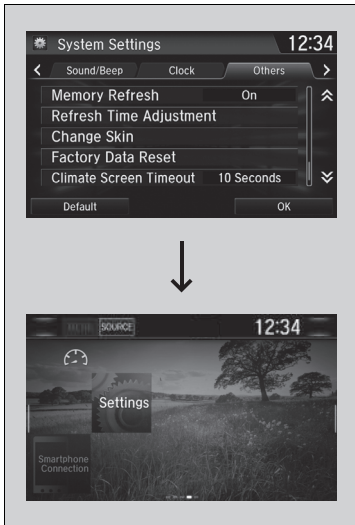 System Settings 12:34
Sound/Beep Clock Others
Memory Refresh On
Refresh Time Adjustment
Change Skin
Factory Data Reset
Climate Screen Timeout 10 Seconds
Default OK
MENU SOURCE 12:34
Settings
Smartphone
Connection